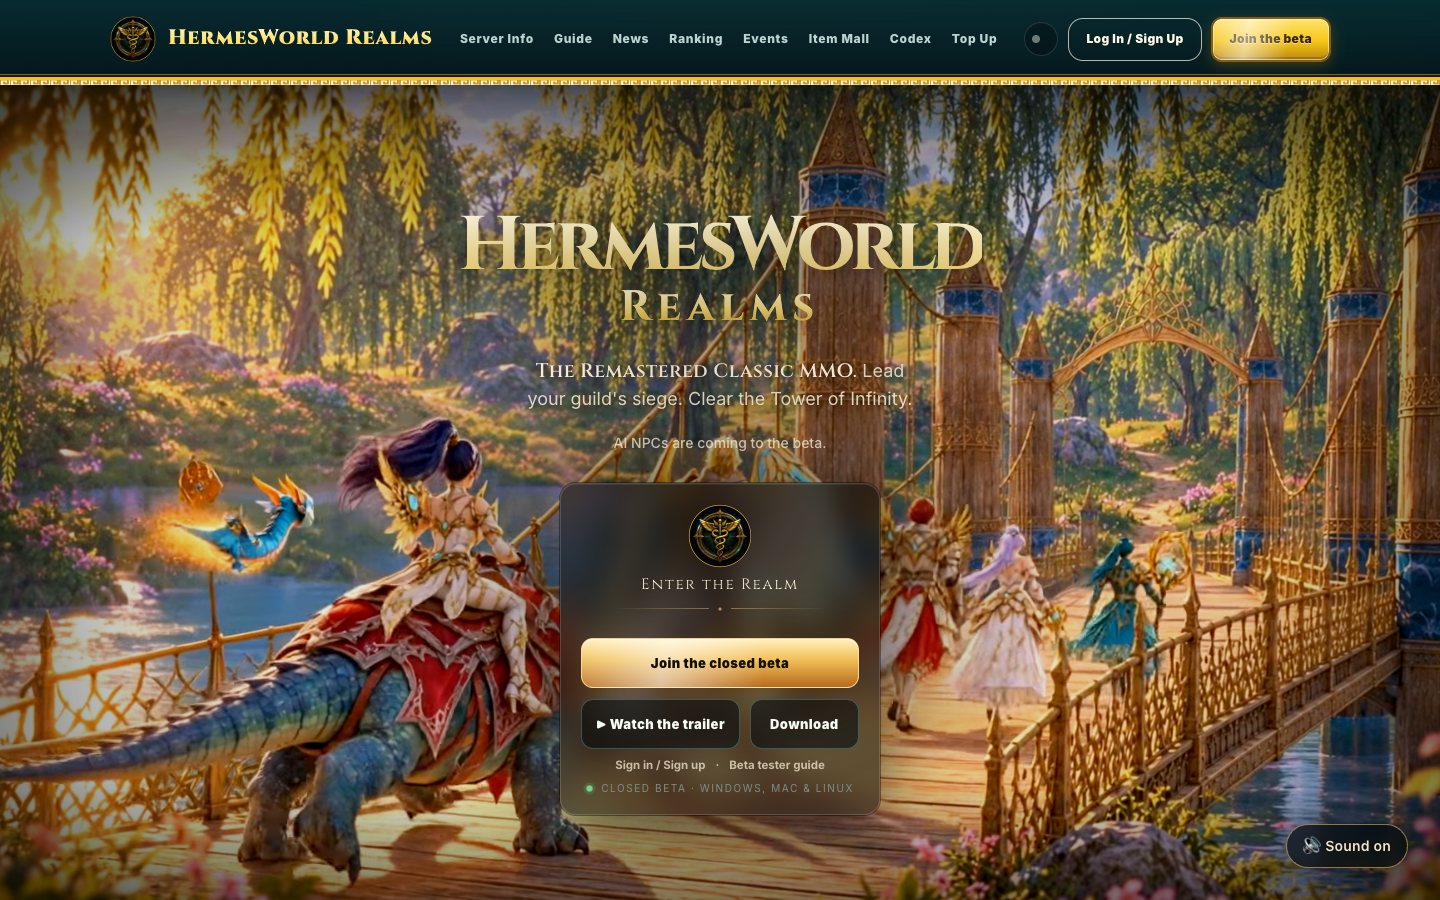 HermesWorld Realms
Server Info
Guide
News
Ranking
Events
Item Mall
Codex
Top Up
Log In / Sign Up
Join the beta
HermesWorld
Realms
The Remastered Classic MMO. Lead
your guild's siege. Clear the Tower of Infinity.
AI NPCs are coming to the beta.
Enter the Realm
Join the closed beta
Watch the trailer
Download
Sign in / Sign up · Beta tester guide
CLOSED BETA · WINDOWS, MAC & LINUX
Sound on